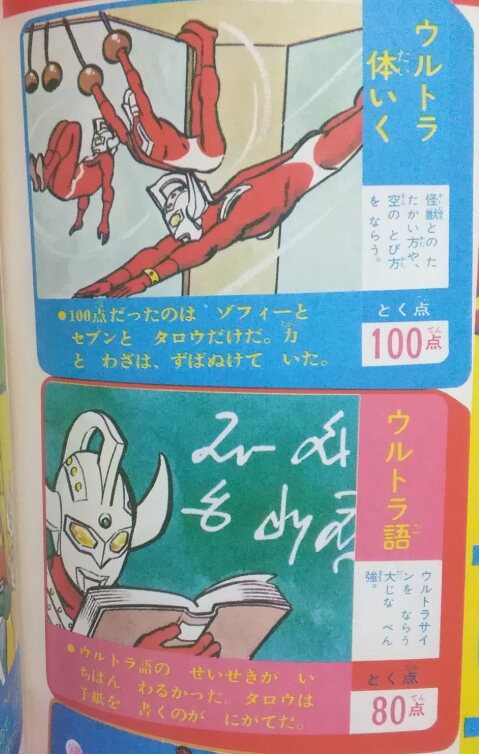 ウルトラ
体いく
怪獣とのた
たかい方や、
空のとび方
をならう。
とく点
100点
●100点だったのは ゾフィーと
セブンと タロウだけだ。力
と わざは、ずばぬけて いた。
ウルトラ語
ウルトラサイ
ンを ならう
大じな べん
強。
とく点
80点
●ウルトラ語の せいせきが い
ちばん わるかった。タロウは
手紙を 書くのが にがてだ。